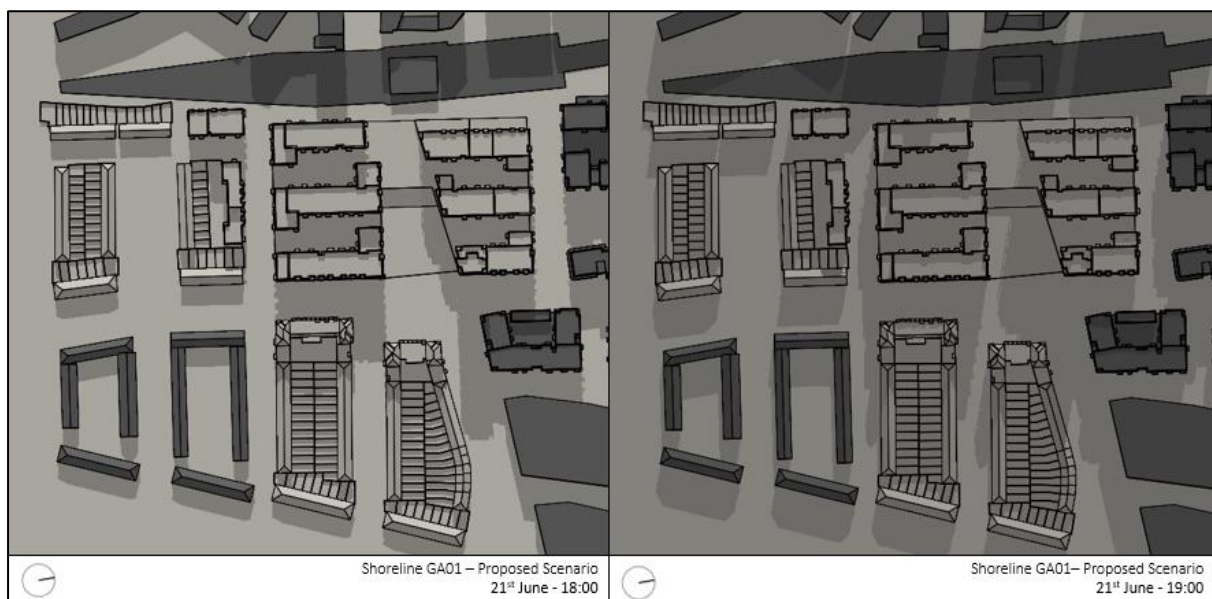 Shoreline GA01 – Proposed Scenario
21st June - 18:00
Shoreline GA01– Proposed Scenario
21st June - 19:00